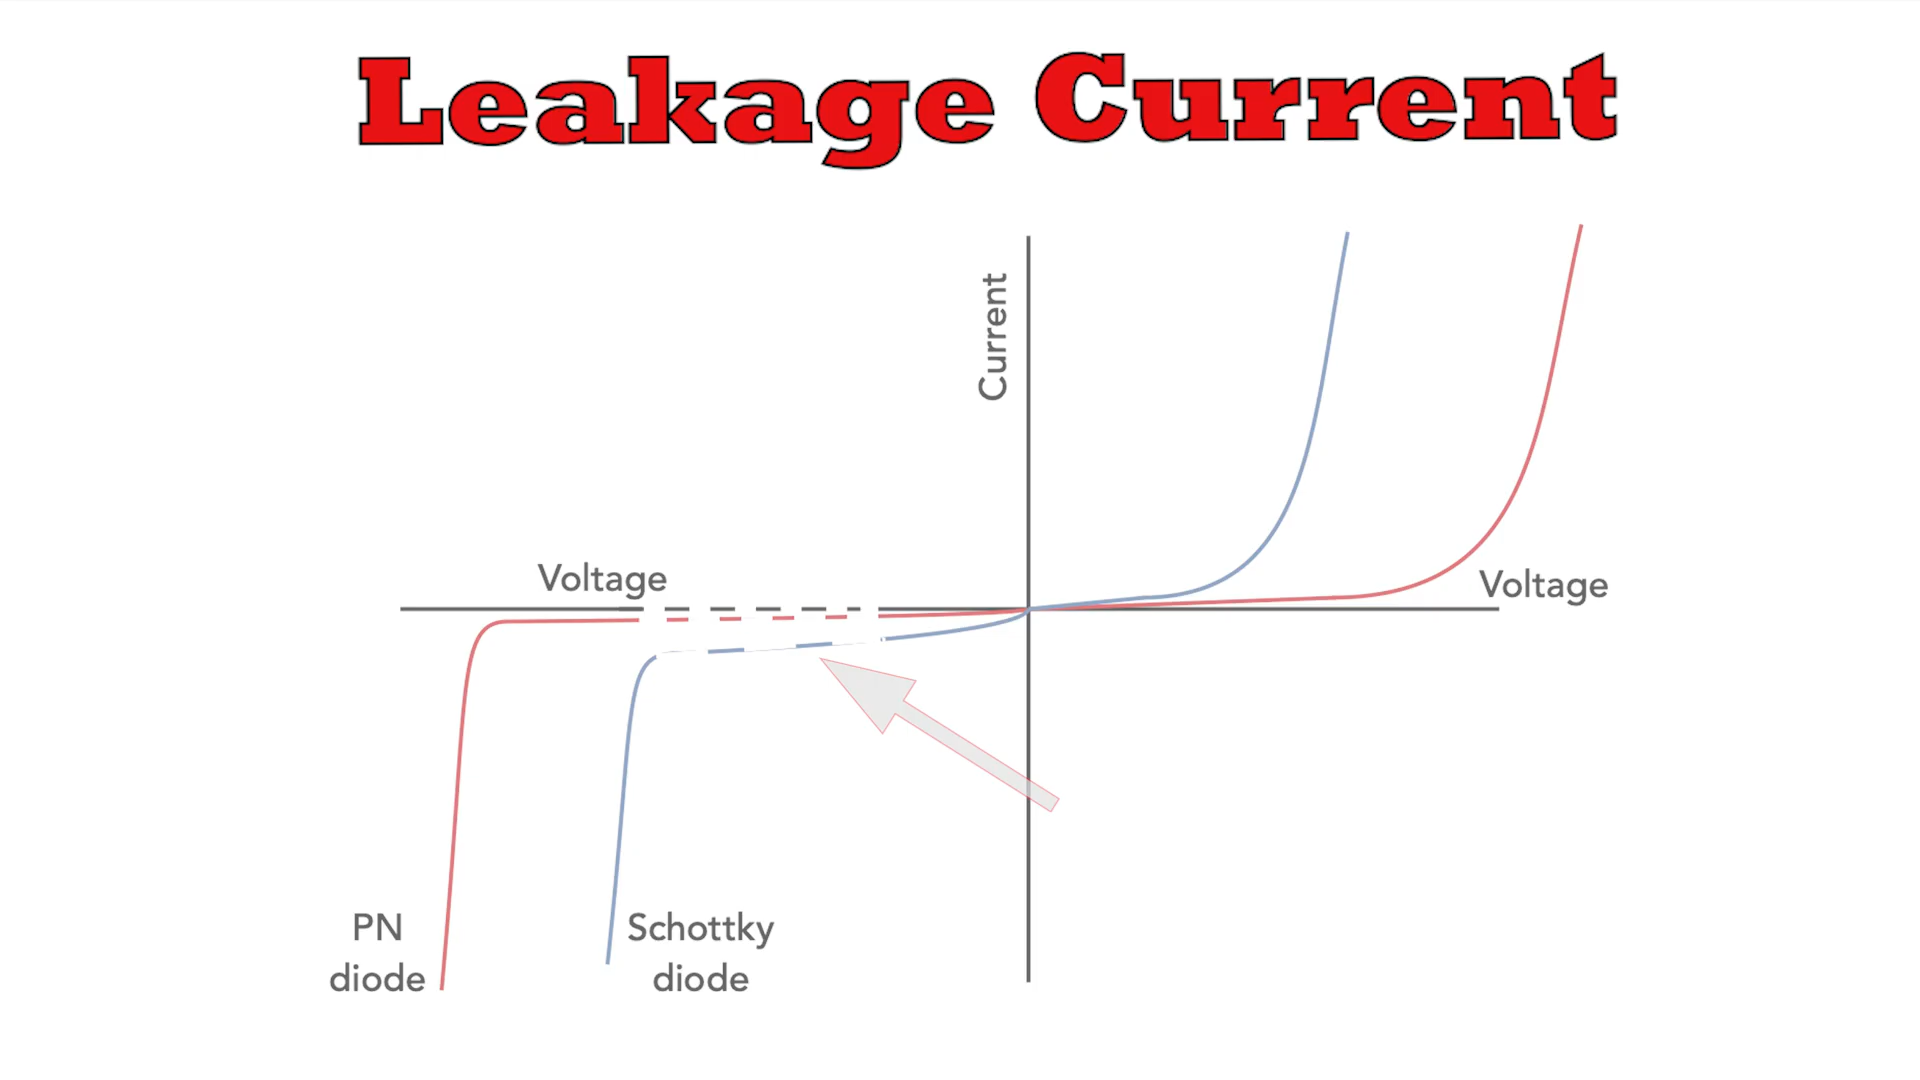 Leakage Current
Current
Voltage
Voltage
PN
diode
Schottky
diode